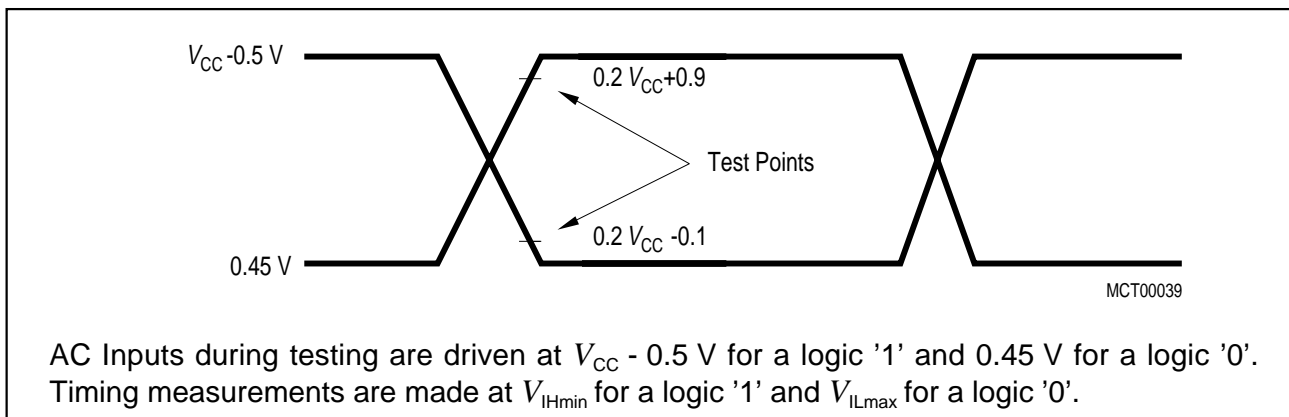 VCC -0.5 V
0.2 VCC+0.9
Test Points
0.2 VCC -0.1
0.45 V
MCT00039
AC Inputs during testing are driven at VCC - 0.5 V for a logic '1' and 0.45 V for a logic '0'.
Timing measurements are made at VIHmin for a logic '1' and VILmax for a logic '0'.